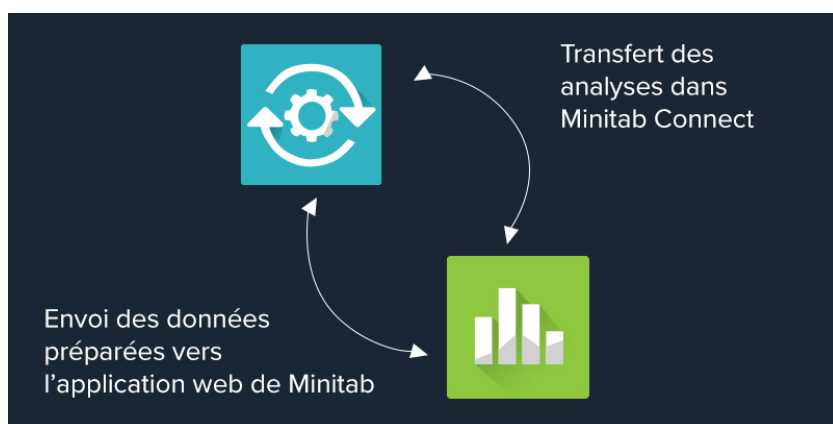 Transfert des
analyses dans
Minitab Connect
Envoi des données
préparées vers
l'application web de Minitab